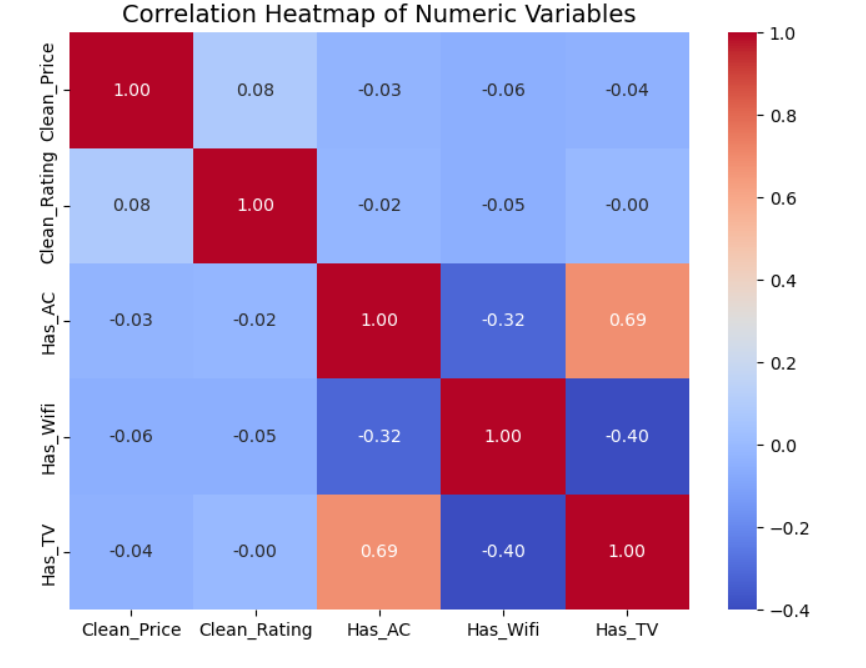 Correlation Heatmap of Numeric Variables
Clean_Price 1.00 0.08 -0.03 -0.06 -0.04
Clean_Rating 0.08 1.00 -0.02 -0.05 -0.00
Has_AC -0.03 -0.02 1.00 -0.32 0.69
Has_Wifi -0.06 -0.05 -0.32 1.00 -0.40
Has_TV -0.04 -0.00 0.69 -0.40 1.00
Clean_Price Clean_Rating Has_AC Has_Wifi Has_TV
1.0
0.8
0.6
0.4
0.2
0.0
−0.2
−0.4